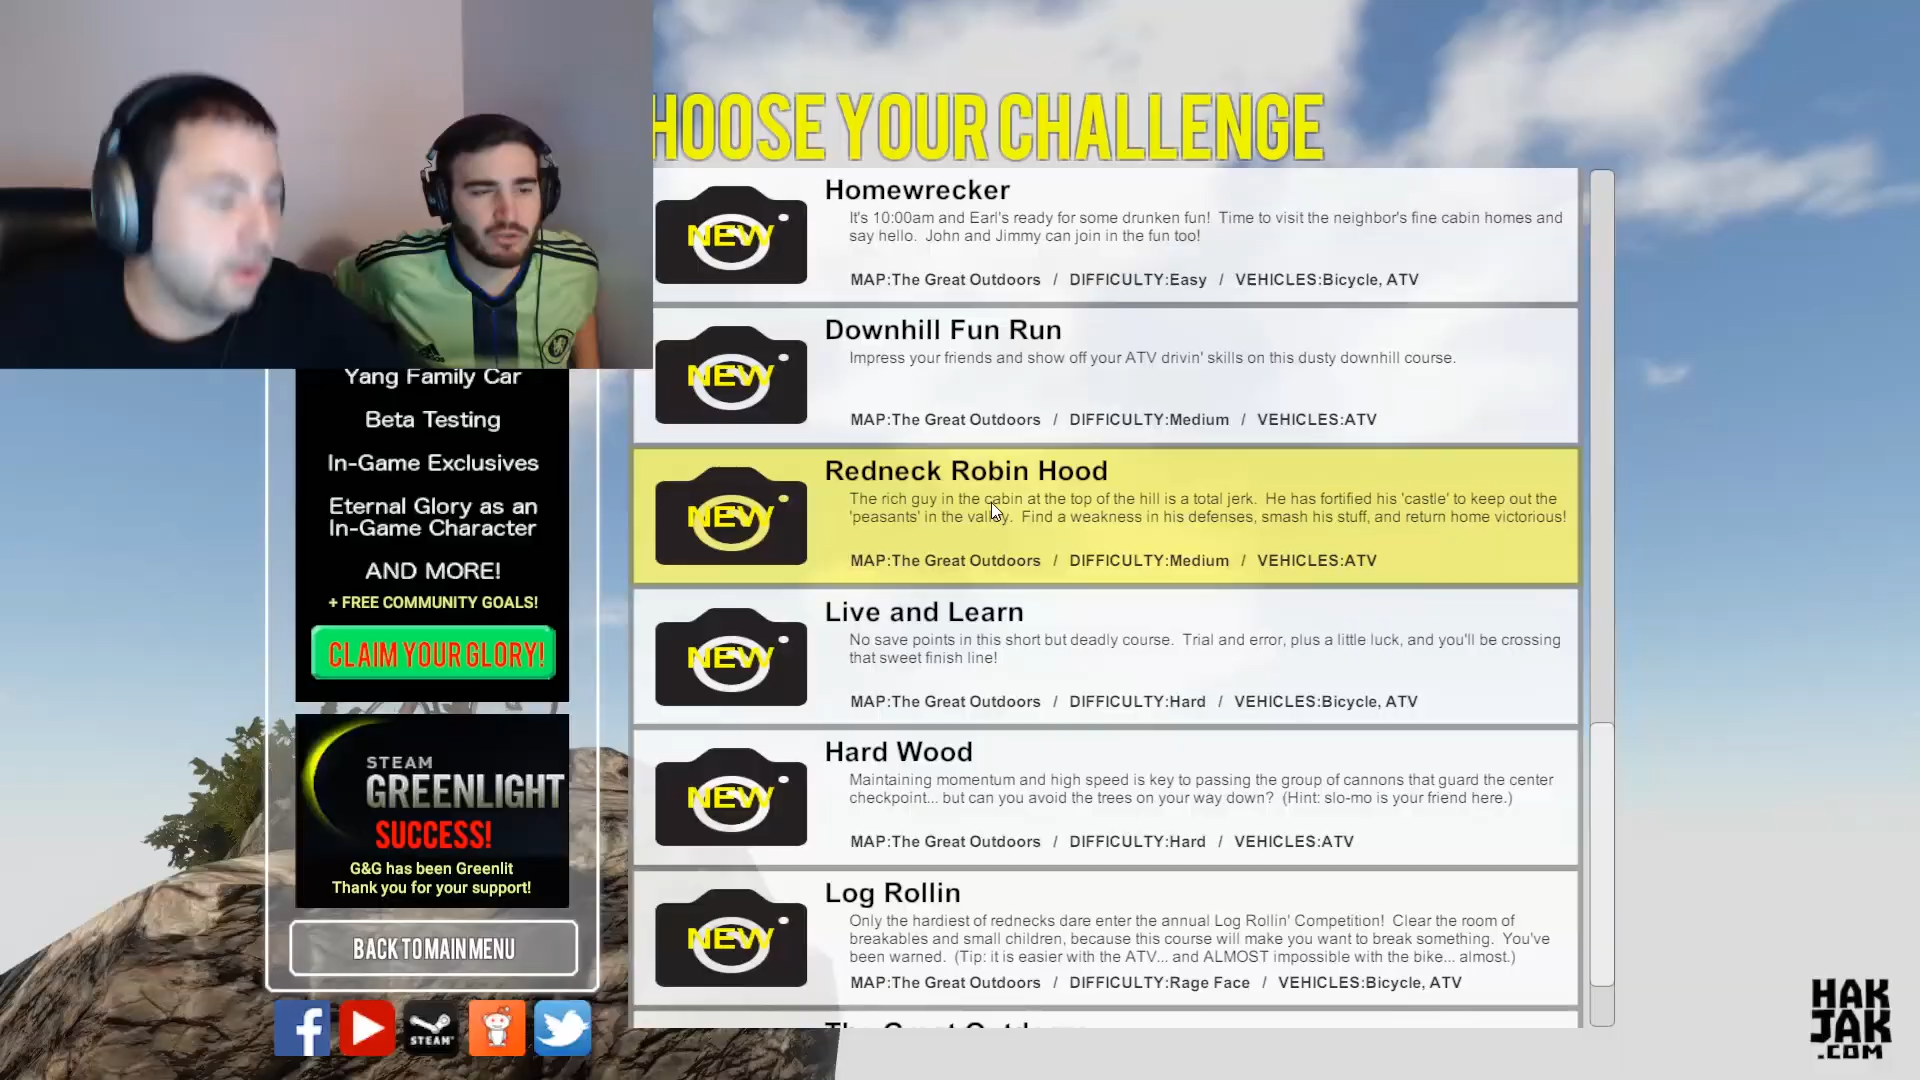 HOOSE YOUR CHALLENGE
Yang Family Car
Beta Testing
In-Game Exclusives
Eternal Glory as an
In-Game Character
AND MORE!
+ FREE COMMUNITY GOALS!
CLAIM YOUR GLORY!
STEAM
GREENLIGHT
SUCCESS!
G&G has been Greenlit
Thank you for your support!
BACK TO MAIN MENU
STEAM
NEW
Homewrecker
It's 10:00am and Earl's ready for some drunken fun! Time to visit the neighbor's fine cabin homes and
say hello. John and Jimmy can join in the fun too!
MAP:The Great Outdoors / DIFFICULTY:Easy / VEHICLES:Bicycle, ATV
NEW
Downhill Fun Run
Impress your friends and show off your ATV drivin' skills on this dusty downhill course.
MAP:The Great Outdoors / DIFFICULTY:Medium / VEHICLES:ATV
NEW
Redneck Robin Hood
The rich guy in the cabin at the top of the hill is a total jerk. He has fortified his 'castle' to keep out the
'peasants' in the valley. Find a weakness in his defenses, smash his stuff, and return home victorious!
MAP:The Great Outdoors / DIFFICULTY:Medium / VEHICLES:ATV
NEW
Live and Learn
No save points in this short but deadly course. Trial and error, plus a little luck, and you'll be crossing
that sweet finish line!
MAP:The Great Outdoors / DIFFICULTY:Hard / VEHICLES:Bicycle, ATV
NEW
Hard Wood
Maintaining momentum and high speed is key to passing the group of cannons that guard the center
checkpoint... but can you avoid the trees on your way down? (Hint: slo-mo is your friend here.)
MAP:The Great Outdoors / DIFFICULTY:Hard / VEHICLES:ATV
NEW
Log Rollin
Only the hardiest of rednecks dare enter the annual Log Rollin' Competition! Clear the room of
breakables and small children, because this course will make you want to break something. You've
been warned. (Tip: it is easier with the ATV... and ALMOST impossible with the bike... almost.)
MAP:The Great Outdoors / DIFFICULTY:Rage Face / VEHICLES:Bicycle, ATV
The Great Outdoors
HAK
JAK
.COM